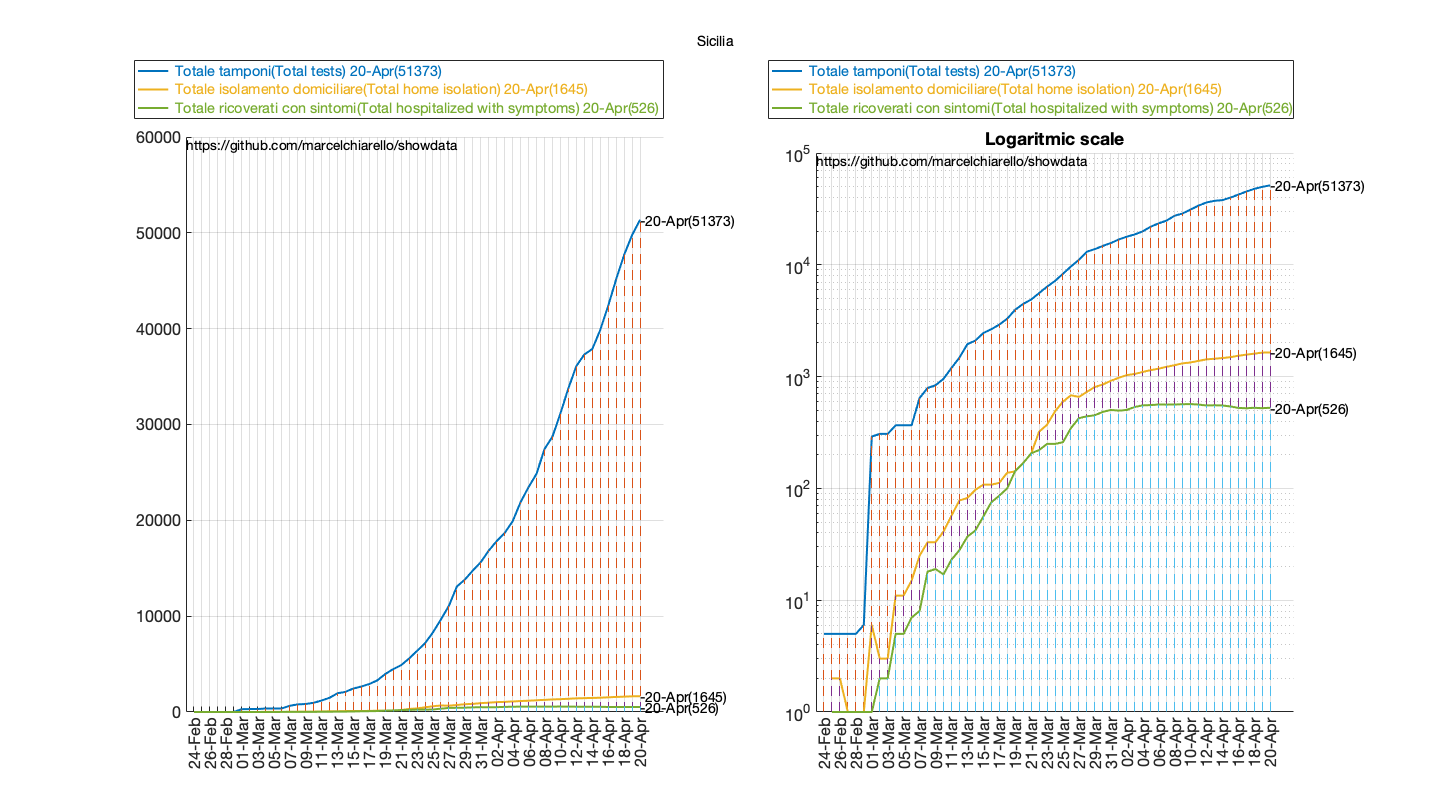 Sicilia
Totale tamponi(Total tests) 20-Apr(51373)
Totale isolamento domiciliare(Total home isolation) 20-Apr(1645)
Totale ricoverati con sintomi(Total hospitalized with symptoms) 20-Apr(526)
60000
https://github.com/marcelchiarello/showdata
50000
40000
30000
20000
10000
0
-20-Apr(51373)
-20-Apr(1645)
-20-Apr(526)
24-Feb
26-Feb
28-Feb
01-Mar
03-Mar
05-Mar
07-Mar
09-Mar
11-Mar
13-Mar
15-Mar
17-Mar
19-Mar
21-Mar
23-Mar
25-Mar
27-Mar
29-Mar
31-Mar
02-Apr
04-Apr
06-Apr
08-Apr
10-Apr
12-Apr
14-Apr
16-Apr
18-Apr
20-Apr
Totale tamponi(Total tests) 20-Apr(51373)
Totale isolamento domiciliare(Total home isolation) 20-Apr(1645)
Totale ricoverati con sintomi(Total hospitalized with symptoms) 20-Apr(526)
Logaritmic scale
10^5
https://github.com/marcelchiarello/showdata
10^4
10^3
10^2
10^1
10^0
-20-Apr(51373)
-20-Apr(1645)
-20-Apr(526)
24-Feb
26-Feb
28-Feb
01-Mar
03-Mar
05-Mar
07-Mar
09-Mar
11-Mar
13-Mar
15-Mar
17-Mar
19-Mar
21-Mar
23-Mar
25-Mar
27-Mar
29-Mar
31-Mar
02-Apr
04-Apr
06-Apr
08-Apr
10-Apr
12-Apr
14-Apr
16-Apr
18-Apr
20-Apr